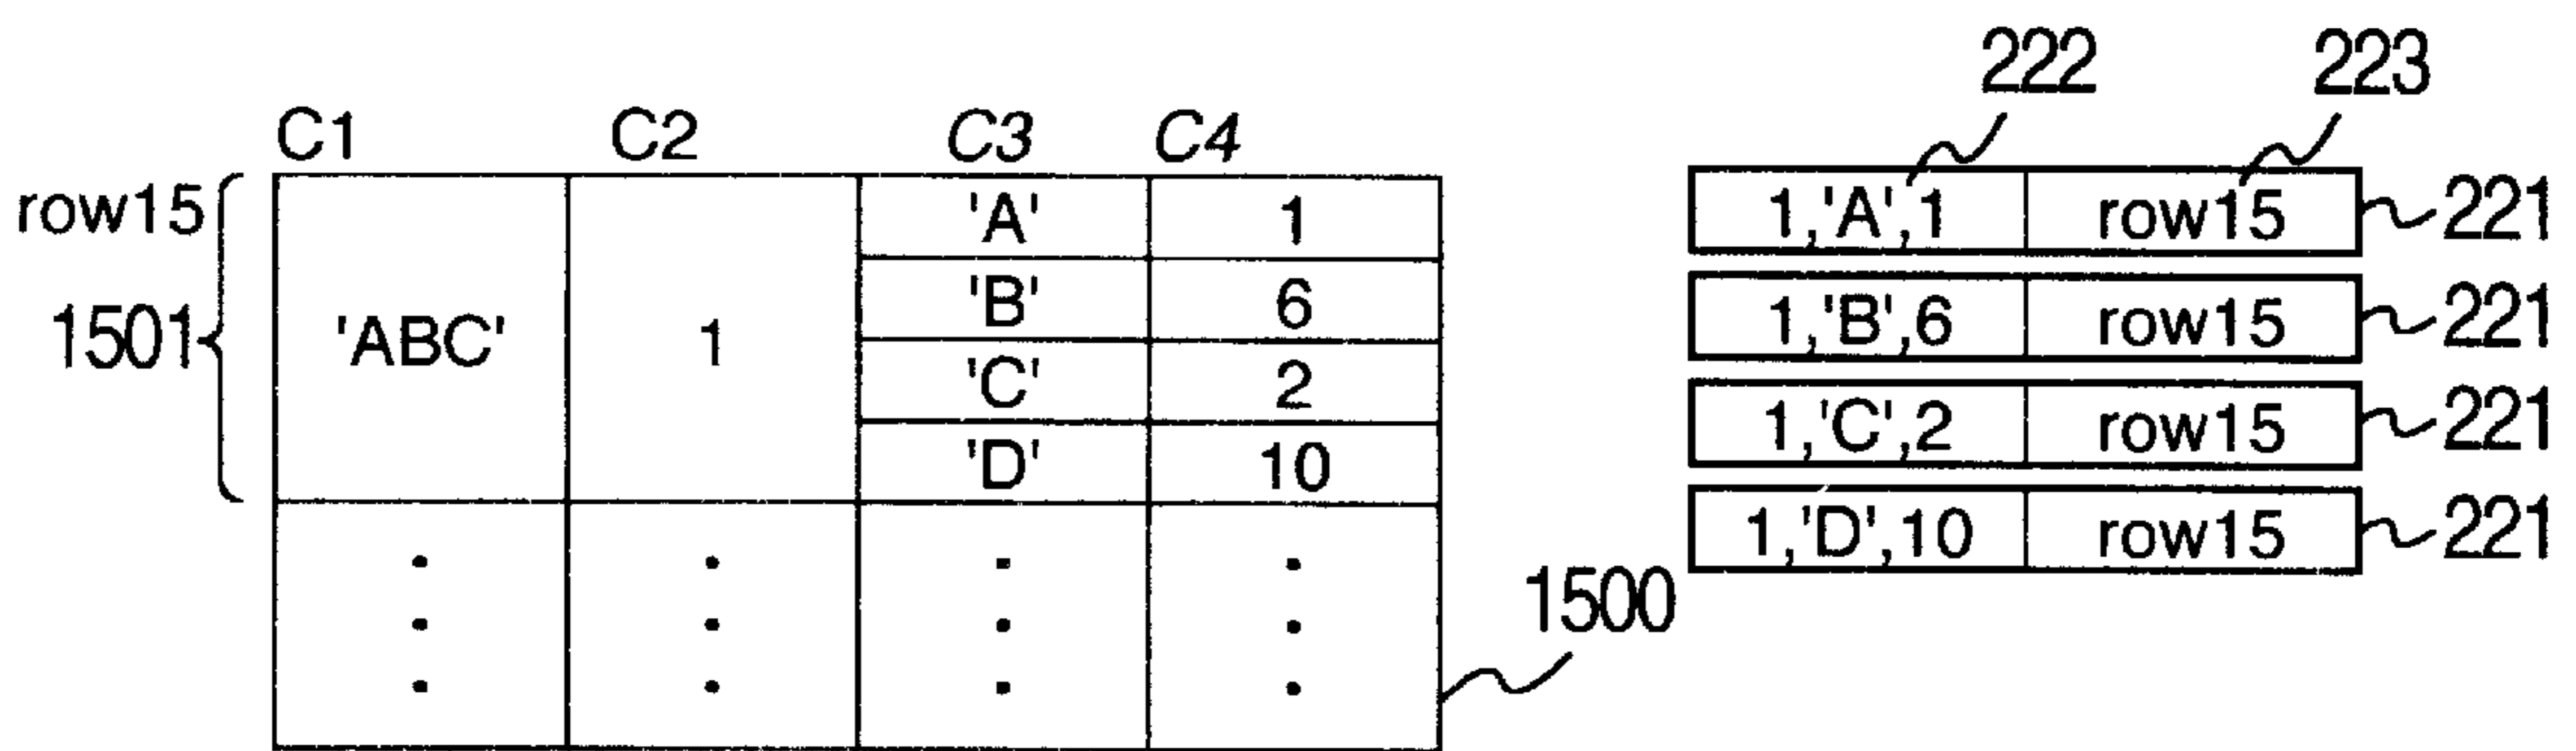 222 223
C1 C2 C3 C4
row15 'A' 1 1,'A',1 row15 221
1501 'ABC' 1 'B' 6 1,'B',6 row15 221
'C' 2 1,'C',2 row15 221
'D' 10 1,'D',10 row15 221
1500